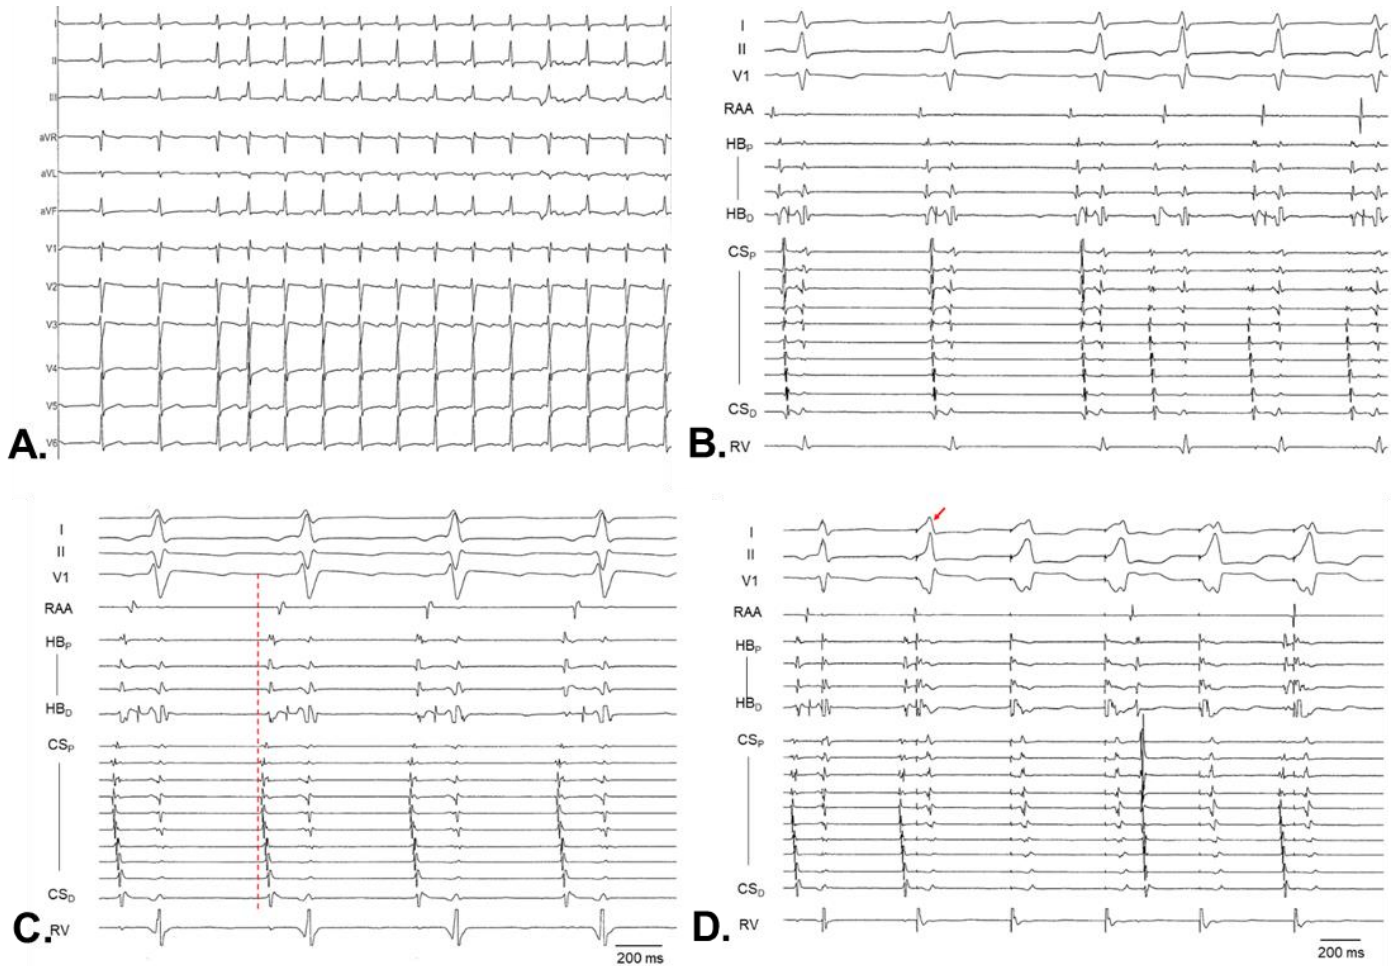 I
II
III
aVR
aVL
aVF
V1
V2
V3
V4
V5
V6
A.
I
II
V1
RAA
HBP
HBD
CSP
CSD
RV
B.
I
II
V1
RAA
HBP
HBD
CSP
CSD
RV
C.
200 ms
I
II
V1
RAA
HBP
HBD
CSP
CSD
RV
D.
200 ms